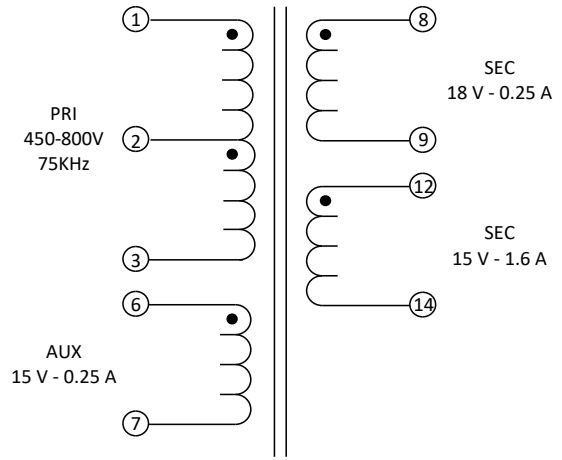 1
8
SEC
18 V - 0.25 A
PRI
450-800V
75KHz
2
9
12
SEC
15 V - 1.6 A
3
6
14
AUX
15 V - 0.25 A
7